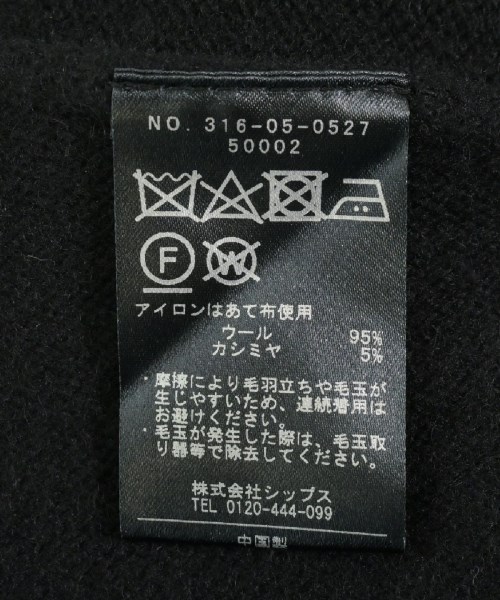 NO. 316-05-0527
50002
F W
アイロンはあて布使用
ウール 95%
カシミヤ 5%
・摩擦により毛羽立ちや毛玉が
生じやすいため、連続着用は
お避けください。
・毛玉が発生した際は、毛玉取
り器等で除去してください。
株式会社シップス
TEL 0120-444-099
中国製